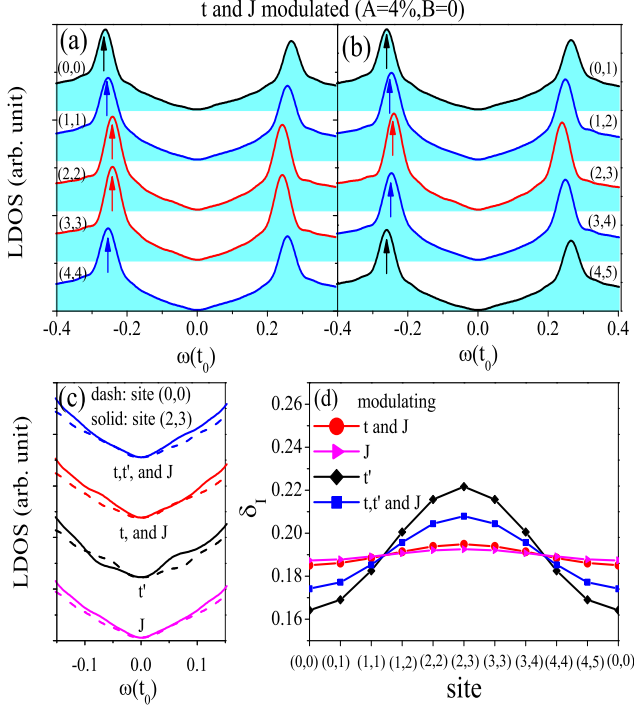 t and J modulated (A=4%,B=0)
(a)
(b)
LDOS (arb. unit)
(0,0)
(1,1)
(2,2)
(3,3)
(4,4)
(0,1)
(1,2)
(2,3)
(3,4)
(4,5)
-0.4 -0.2 0.0 0.2 -0.4 -0.2 0.0 0.2 0.4
ω(t₀) ω(t₀)
(c)
dash: site (0,0)
solid: site (2,3)
LDOS (arb. unit)
t,t', and J
t, and J
t'
J
-0.1 0.0 0.1
ω(t₀)
(d)
modulating
t and J
J
t'
t,t' and J
δ_I
0.26
0.24
0.22
0.20
0.18
0.16
(0,0) (0,1) (1,1) (1,2) (2,2) (2,3) (3,3) (3,4) (4,4) (4,5) (0,0)
site